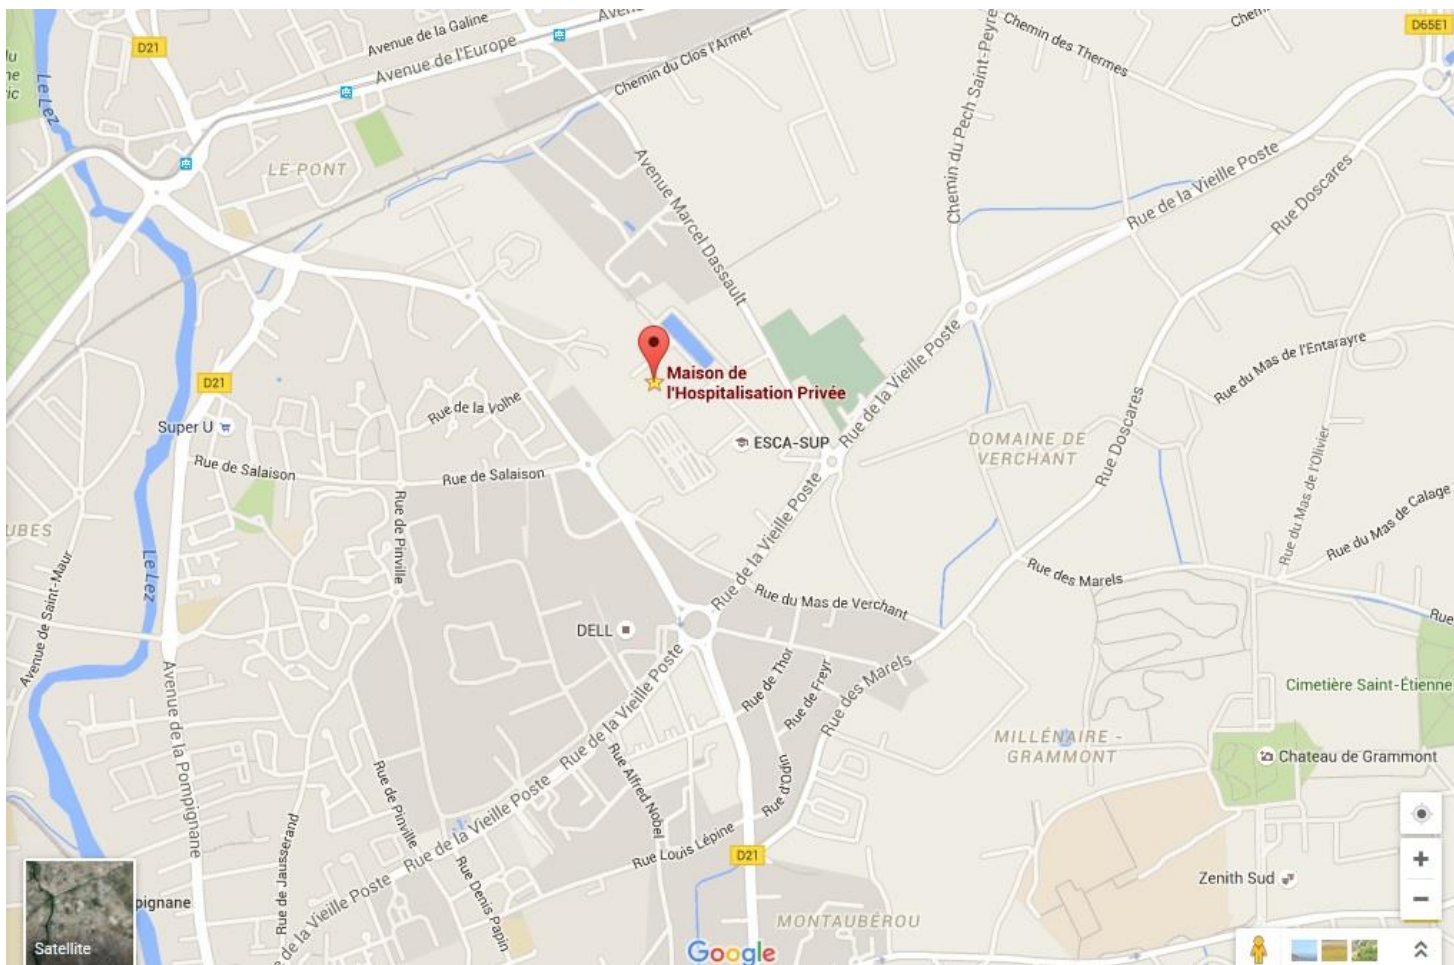 D21
Avenue de la Galine
Avenue de l'Europe
Chemin du Clos l'Armet
Chemin des Thermes
D65E1
Le Lez
LE PONT
Avenue Marcel Dassault
Chemin du Pech Saint-Peyre
Rue de la Vieille Poste
Rue Doscares
Rue du Mas de l'Entarayre
D21
Super U
Rue de la Volhe
Maison de
l'Hospitalisation Privée
ESCA-SUP
Rue de la Vieille Poste
DOMAINE DE
VERCHANT
Rue Doscares
Rue de Salaison
Rue de Salaison
Rue de Pinville
Rue de la Vieille Poste
Rue du Mas de l'Olivier
Rue du Mas de Calage
UBES
Le Lez
Avenue de Saint-Maur
Rue des Marels
Rue du Mas de Verchant
Rue
DELL
Rue de la Vieille Poste
Rue de Thor
Rue de Freyr
Rue des Marels
Cimetière Saint-Étienne
MILLÉNAIRE -
GRAMMONT
Chateau de Grammont
Avenue de la Pompignane
Rue de Pinville
Rue de la Vieille Poste
Rue Alfred Nobel
Rue d'Odin
Rue Louis Lépine
D21
Rue de Jausserand
Rue de la Vieille Poste
Rue Denis Papin
Zenith Sud
pignane
MONTAUBÉROU
Satellite
Google